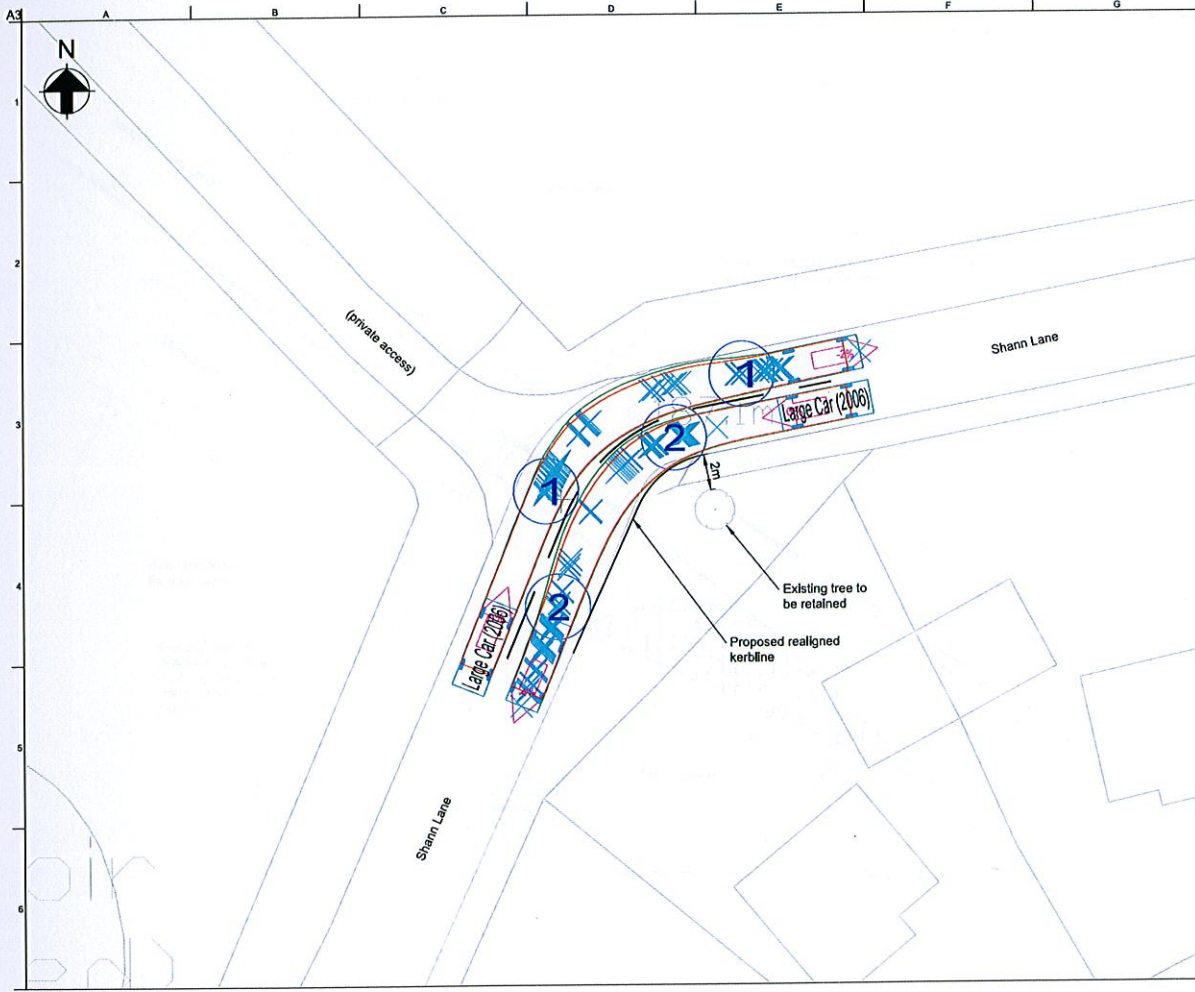 A3
A
B
C
D
E
F
G
N
1
2
3
4
5
6
(private access)
Shann Lane
1
Large Car (2006)
2
2m
1
Existing tree to
be retained
2
Proposed realigned
kerbline
Large Car (2006)
Shann Lane